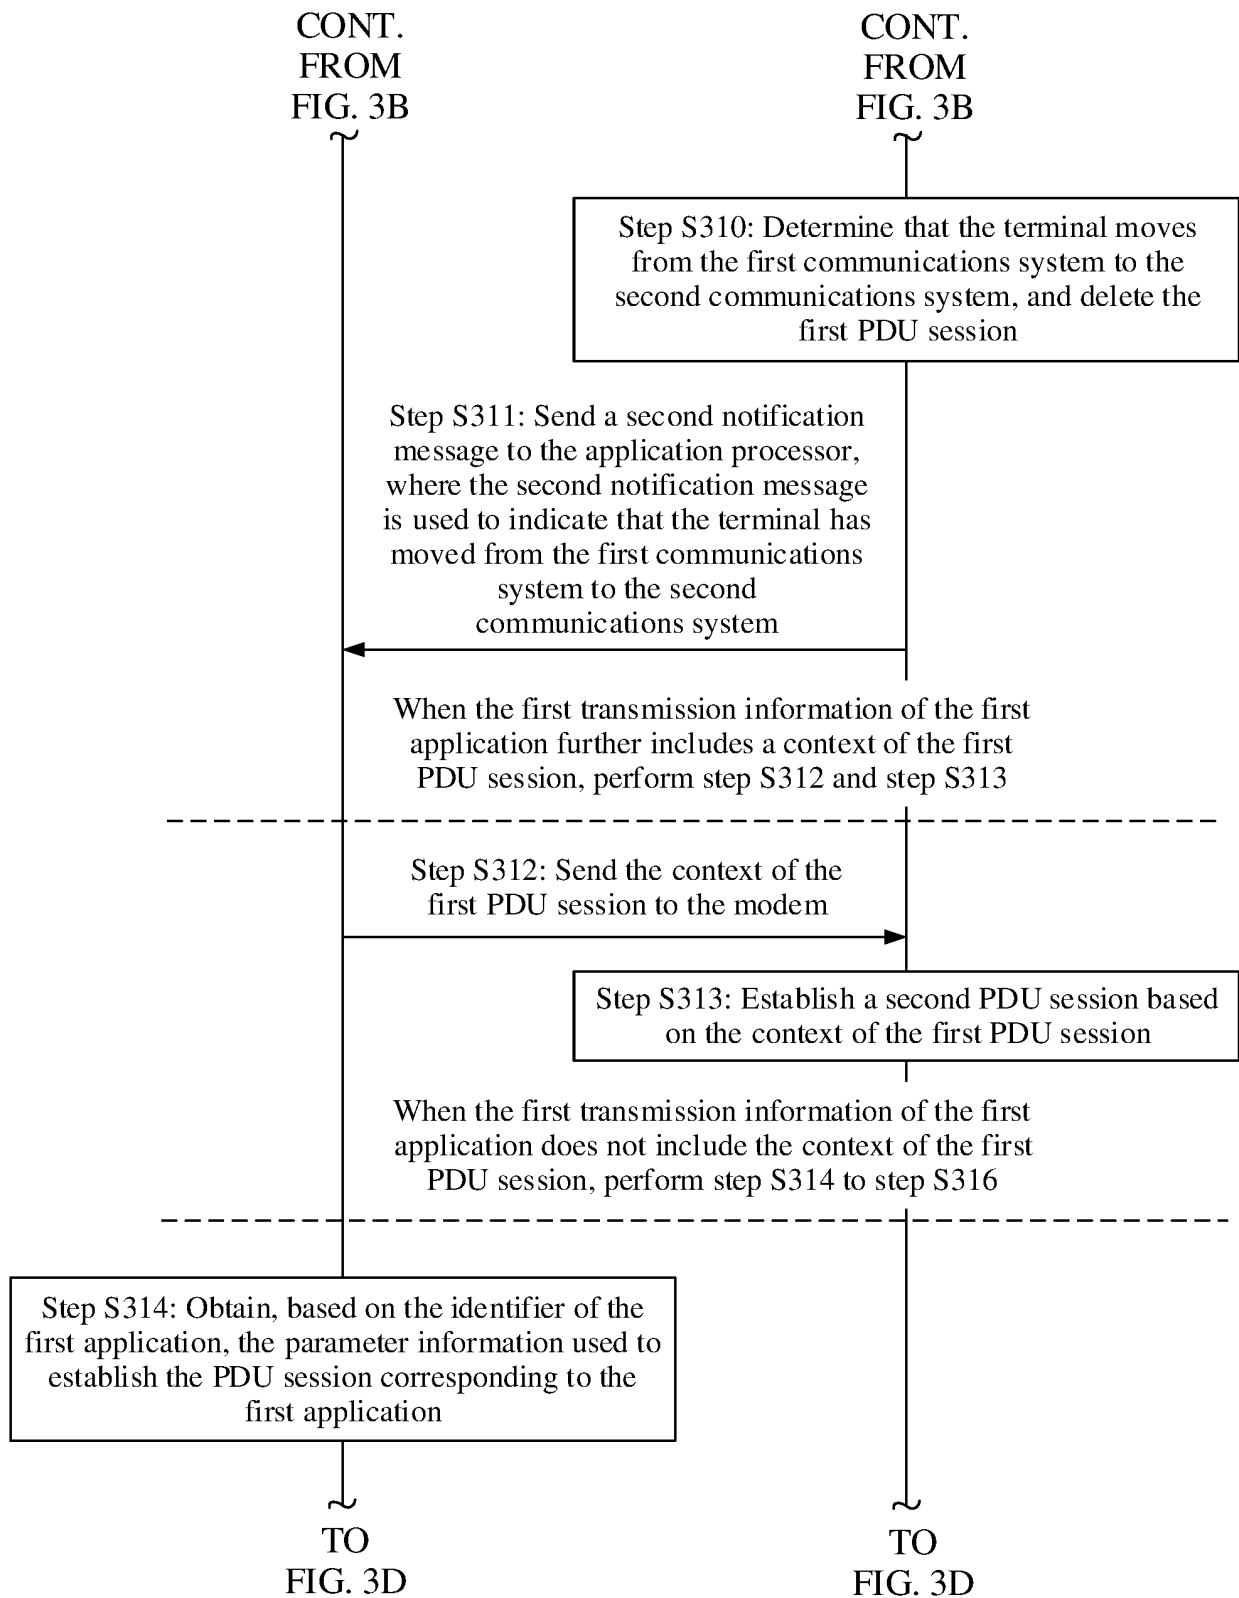 CONT.
FROM
FIG. 3B
CONT.
FROM
FIG. 3B
Step S310: Determine that the terminal moves
from the first communications system to the
second communications system, and delete the
first PDU session
Step S311: Send a second notification
message to the application processor,
where the second notification message
is used to indicate that the terminal has
moved from the first communications
system to the second
communications system
When the first transmission information of the first
application further includes a context of the first
PDU session, perform step S312 and step S313
Step S312: Send the context of the
first PDU session to the modem
Step S313: Establish a second PDU session based
on the context of the first PDU session
When the first transmission information of the first
application does not include the context of the first
PDU session, perform step S314 to step S316
Step S314: Obtain, based on the identifier of the
first application, the parameter information used to
establish the PDU session corresponding to the
first application
TO
FIG. 3D
TO
FIG. 3D